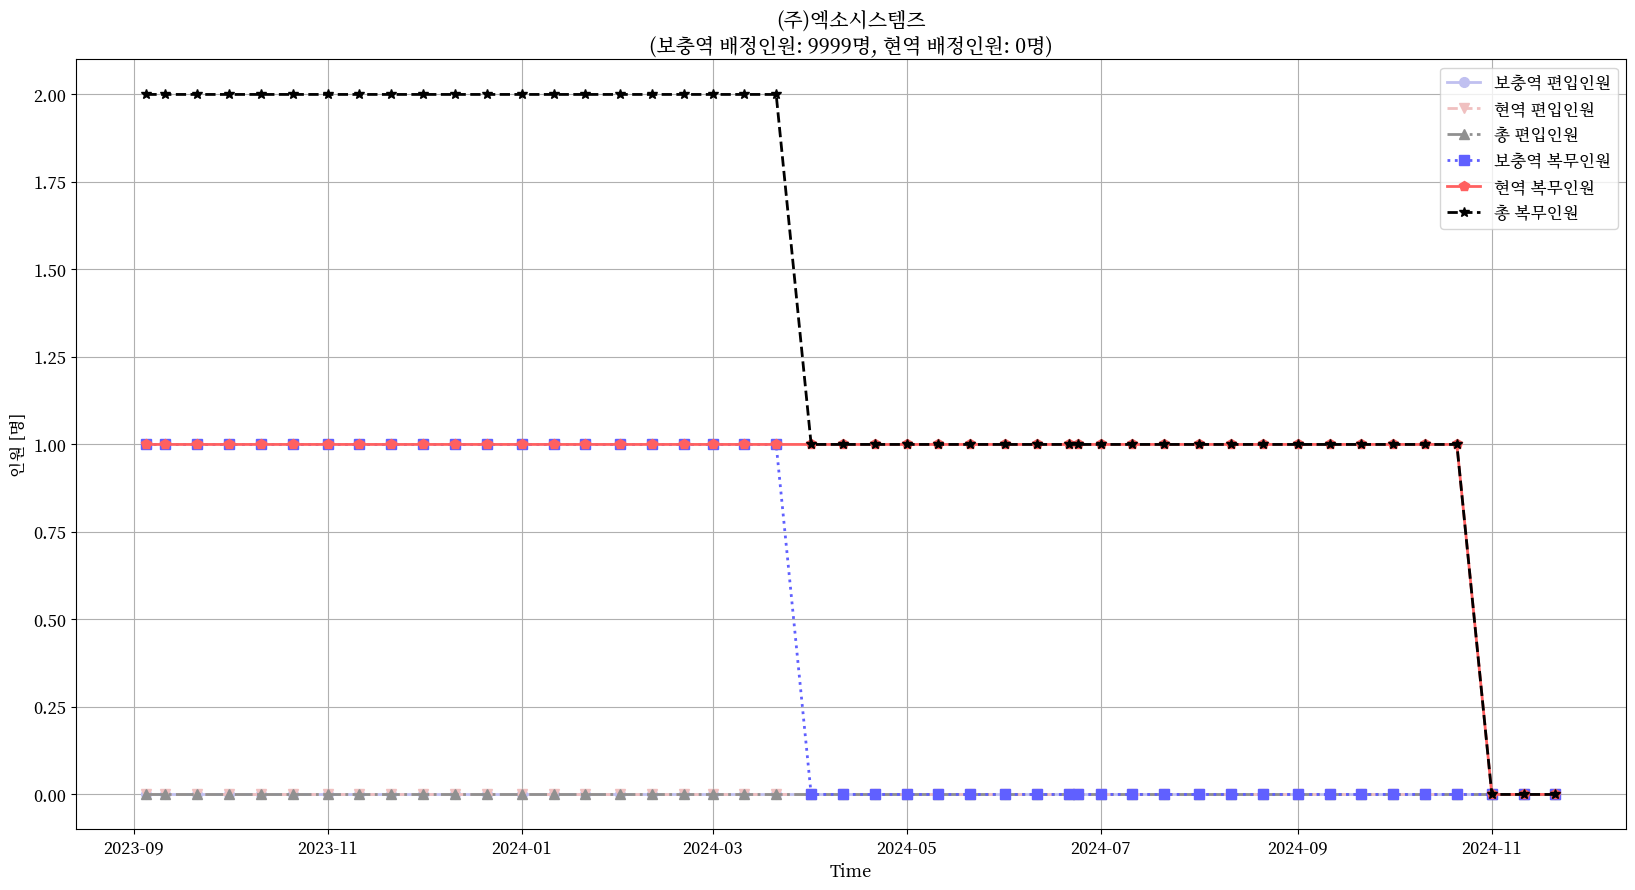 (주)엑소시스템즈
(보충역 배정인원: 9999명, 현역 배정인원: 0명)
보충역 편입인원
현역 편입인원
총 편입인원
보충역 복무인원
현역 복무인원
총 복무인원
2.00
1.75
1.50
1.25
1.00
0.75
0.50
0.25
0.00
인원 [명]
2023-09
2023-11
2024-01
2024-03
2024-05
2024-07
2024-09
2024-11
Time